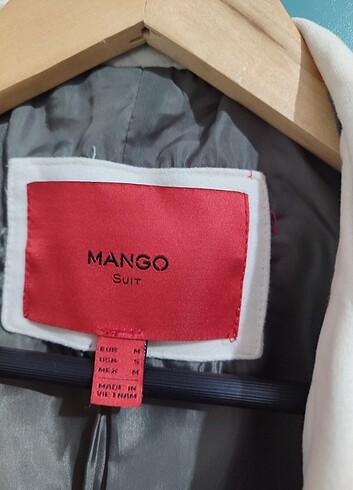 MANGO
SUIT
EUR M
USA S
MEX M
MADE IN
VIETNAM